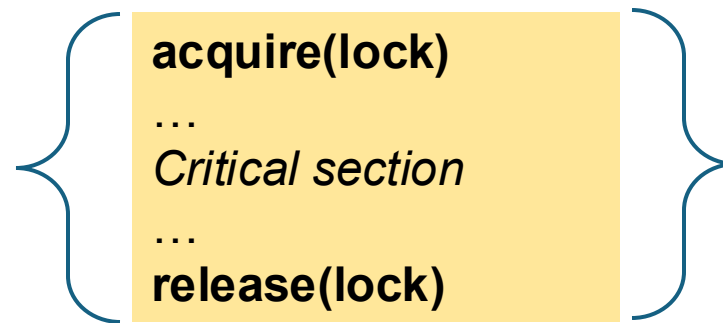 acquire(lock)
…
Critical section
…
release(lock)